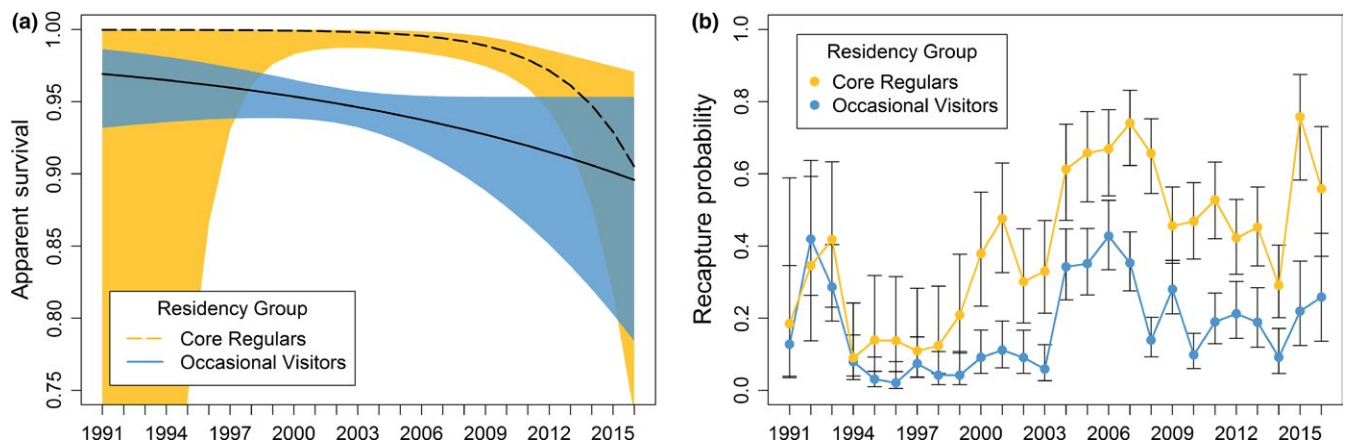 (a)
Apparent survival
1.00
0.95
0.90
0.85
0.80
0.75
Residency Group
Core Regulars
Occasional Visitors
1991 1994 1997 2000 2003 2006 2009 2012 2015
(b)
Recapture probability
1.0
0.8
0.6
0.4
0.2
0.0
Residency Group
Core Regulars
Occasional Visitors
1991 1994 1997 2000 2003 2006 2009 2012 2015